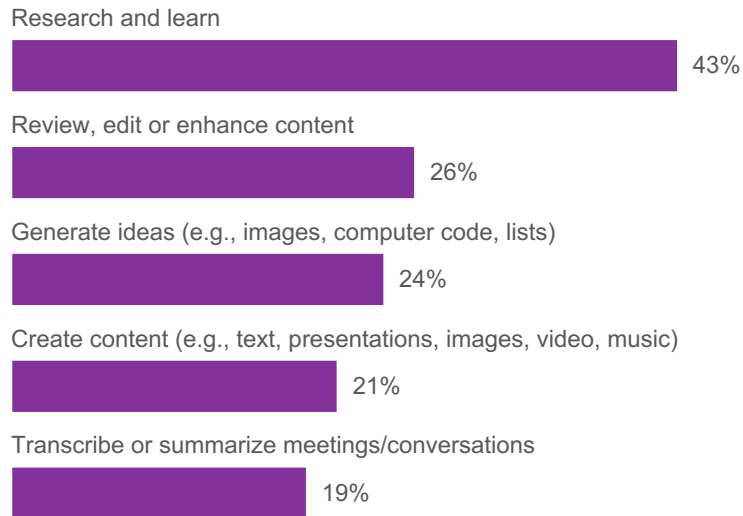 Research and learn
43%
Review, edit or enhance content
26%
Generate ideas (e.g., images, computer code, lists)
24%
Create content (e.g., text, presentations, images, video, music)
21%
Transcribe or summarize meetings/conversations
19%